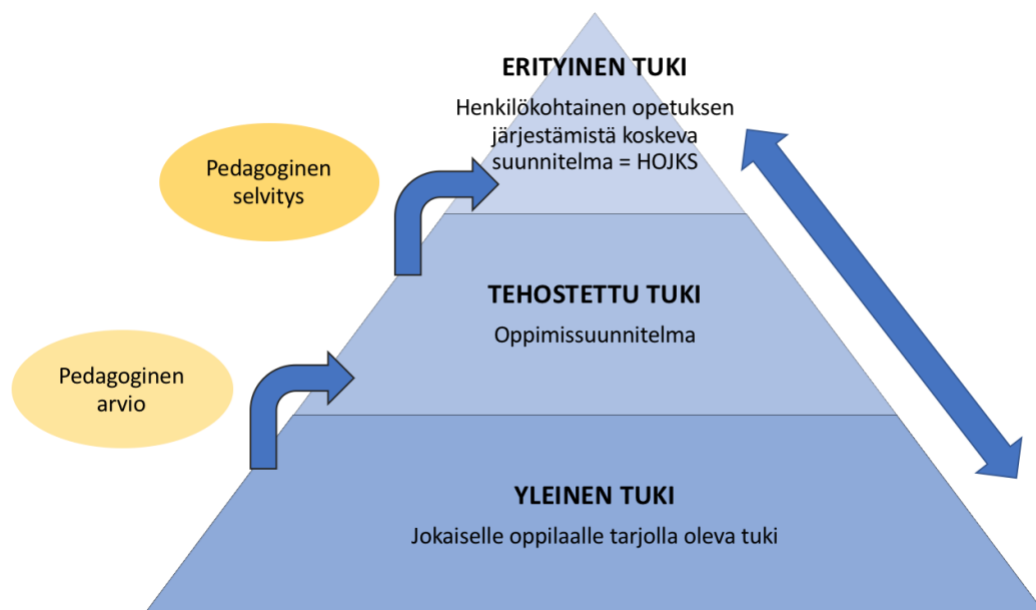 ERITYINEN TUKI
Henkilökohtainen opetuksen
järjestämistä koskeva
suunnitelma = HOJKS
Pedagoginen
selvitys
TEHOSTETTU TUKI
Oppimissuunnitelma
Pedagoginen
arvio
YLEINEN TUKI
Jokaiselle oppilaalle tarjolla oleva tuki